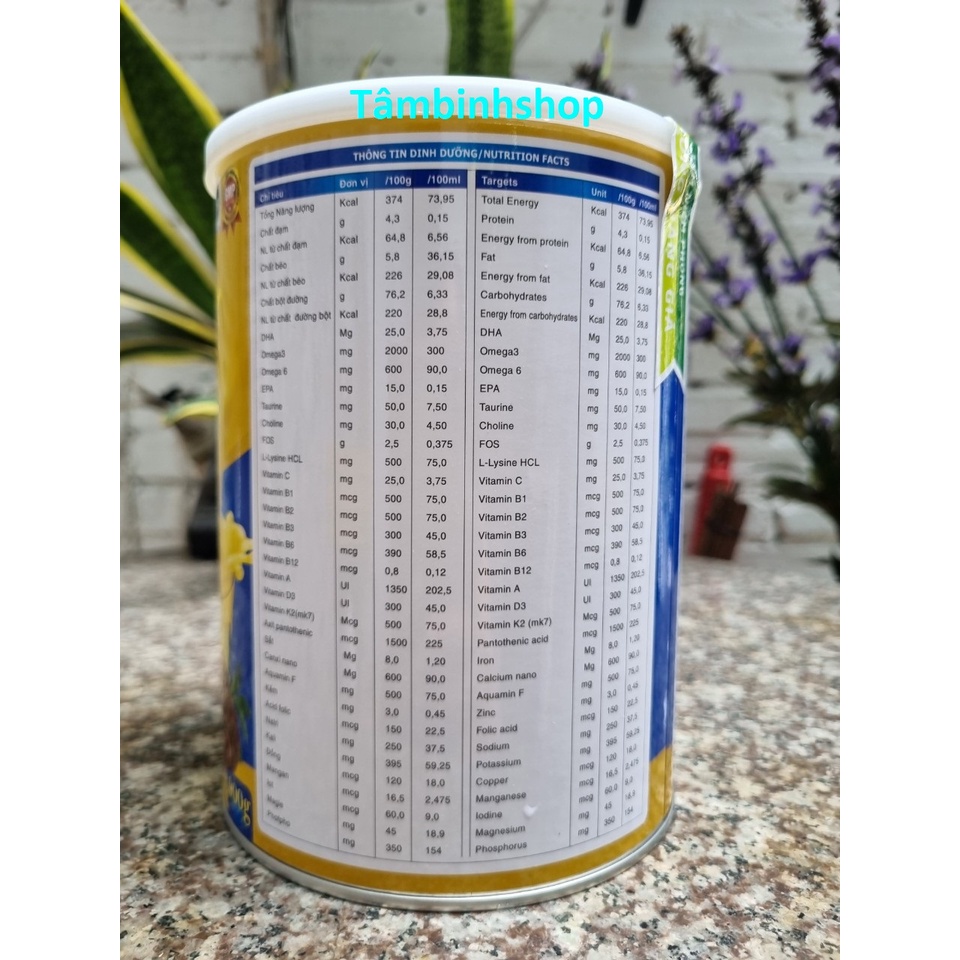 Tâmbinhshop
THÔNG TIN DINH DƯỠNG/NUTRITION FACTS
Chỉ tiêu Đơn vị /100g /100ml Targets Unit /100g /100ml
Tổng Năng lượng Kcal 374 73,95 Total Energy Kcal 374 73,95
Chất đạm g 4,3 0,15 Protein g 4,3 0,15
NL từ chất đạm Kcal 64,8 6,56 Energy from protein Kcal 64,8 6,56
Chất béo g 5,8 36,15 Fat g 5,8 36,15
NL từ chất béo Kcal 226 29,08 Energy from fat Kcal 226 29,08
Chất bột đường g 76,2 6,33 Carbohydrates g 76,2 6,33
NL từ chất đường bột Kcal 220 28,8 Energy from carbohydrates Kcal 220 28,8
DHA Mg 25,0 3,75 DHA Mg 25,0 3,75
Omega3 mg 2000 300 Omega3 mg 2000 300
Omega 6 mg 600 90,0 Omega 6 mg 600 90,0
EPA mg 15,0 0,15 EPA mg 15,0 0,15
Taurine mg 50,0 7,50 Taurine mg 50,0 7,50
Choline mg 30,0 4,50 Choline mg 30,0 4,50
FOS g 2,5 0,375 FOS g 2,5 0,375
L-Lysine HCL mg 500 75,0 L-Lysine HCL mg 500 75,0
Vitamin C mg 25,0 3,75 Vitamin C mg 25,0 3,75
Vitamin B1 mcg 500 75,0 Vitamin B1 mcg 500 75,0
Vitamin B2 mcg 500 75,0 Vitamin B2 mcg 500 75,0
Vitamin B3 mcg 300 45,0 Vitamin B3 mcg 300 45,0
Vitamin B6 mcg 390 58,5 Vitamin B6 mcg 390 58,5
Vitamin B12 mcg 0,8 0,12 Vitamin B12 mcg 0,8 0,12
Vitamin A UI 1350 202,5 Vitamin A UI 1350 202,5
Vitamin D3 UI 300 45,0 Vitamin D3 UI 300 45,0
Vitamin K2(mk7) Mcg 500 75,0 Vitamin K2 (mk7) Mcg 500 75,0
Axit pantothenic mcg 1500 225 Pantothenic acid mcg 1500 225
Sắt Mg 8,0 1,20 Iron Mg 8,0 1,20
Canxi nano Mg 600 90,0 Calcium nano Mg 600 90,0
Aquamin F mg 500 75,0 Aquamin F mg 500 75,0
Kẽm mg 3,0 0,45 Zinc mg 3,0 0,45
folic mcg 150 22.5 Folic acid mcg 150 22.5
Natri mg 250 37,5 Sodium mg 250 37,5
Kali mg 395 59.25 Potassium mg 395 59.25
Đồng mcg 120 18,0 Copper mcg 120 18,0
Mangan mcg 16,5 2,475 Manganese mcg 16,5 2,475
mcg 60,0 9,0 Iodine mcg 60,0 9,0
Magie mg 45 18,9 Magnesium mg 45 18,9
Phospho mg 350 154 Phosphorus mg 350 154